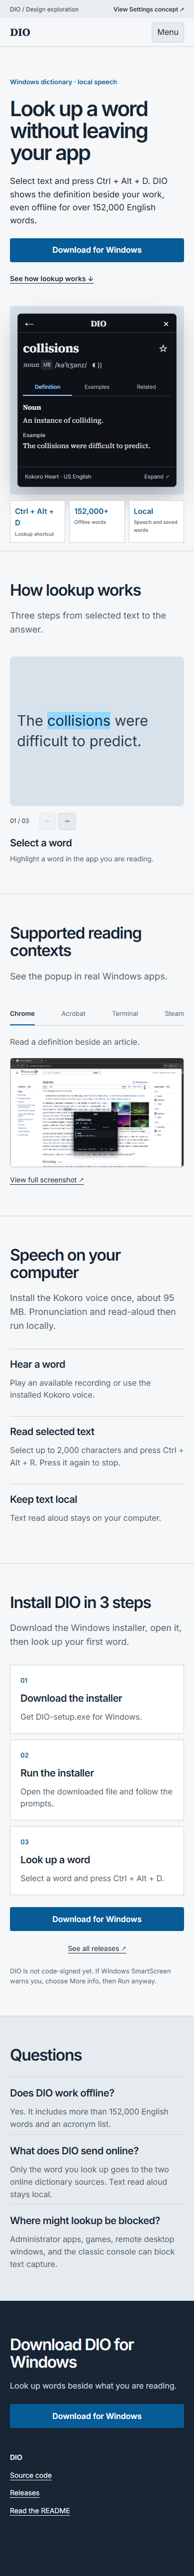 DIO / Design exploration View Settings concept ↗
DIO Menu
Windows dictionary · local speech
Look up a word
without leaving
your app
Select text and press Ctrl + Alt + D. DIO
shows the definition beside your work,
even offline for over 152,000 English
words.
Download for Windows
See how lookup works ↓
← DIO ×
collisions ☆
noun US /kəˈlɪʒənz/
Definition Examples Related
Noun
An instance of colliding.
Example
The collisions were difficult to predict.
Kokoro Heart · US English Expand ↗
Ctrl + Alt +
D
Lookup shortcut
152,000+
Offline words
Local
Speech and saved
words
How lookup works
Three steps from selected text to the
answer.
The collisions were
difficult to predict.
01 / 03 ← →
Select a word
Highlight a word in the app you are reading.
Supported reading
contexts
See the popup in real Windows apps.
Chrome Acrobat Terminal Steam
Read a definition beside an article.
View full screenshot ↗
Speech on your
computer
Install the Kokoro voice once, about 95
MB. Pronunciation and read-aloud then
run locally.
Hear a word
Play an available recording or use the
installed Kokoro voice.
Read selected text
Select up to 2,000 characters and press Ctrl +
Alt + R. Press it again to stop.
Keep text local
Text read aloud stays on your computer.
Install DIO in 3 steps
Download the Windows installer, open it,
then look up your first word.
01
Download the installer
Get DIO-setup.exe for Windows.
02
Run the installer
Open the downloaded file and follow the
prompts.
03
Look up a word
Select a word and press Ctrl + Alt + D.
Download for Windows
See all releases ↗
DIO is not code-signed yet. If Windows SmartScreen
warns you, choose More info, then Run anyway.
Questions
Does DIO work offline?
Yes. It includes more than 152,000 English
words and an acronym list.
What does DIO send online?
Only the word you look up goes to the two
online dictionary sources. Text read aloud
stays local.
Where might lookup be blocked?
Administrator apps, games, remote desktop
windows, and the classic console can block
text capture.
Download DIO for
Windows
Look up words beside what you are reading.
Download for Windows
DIO
Source code
Releases
Read the README